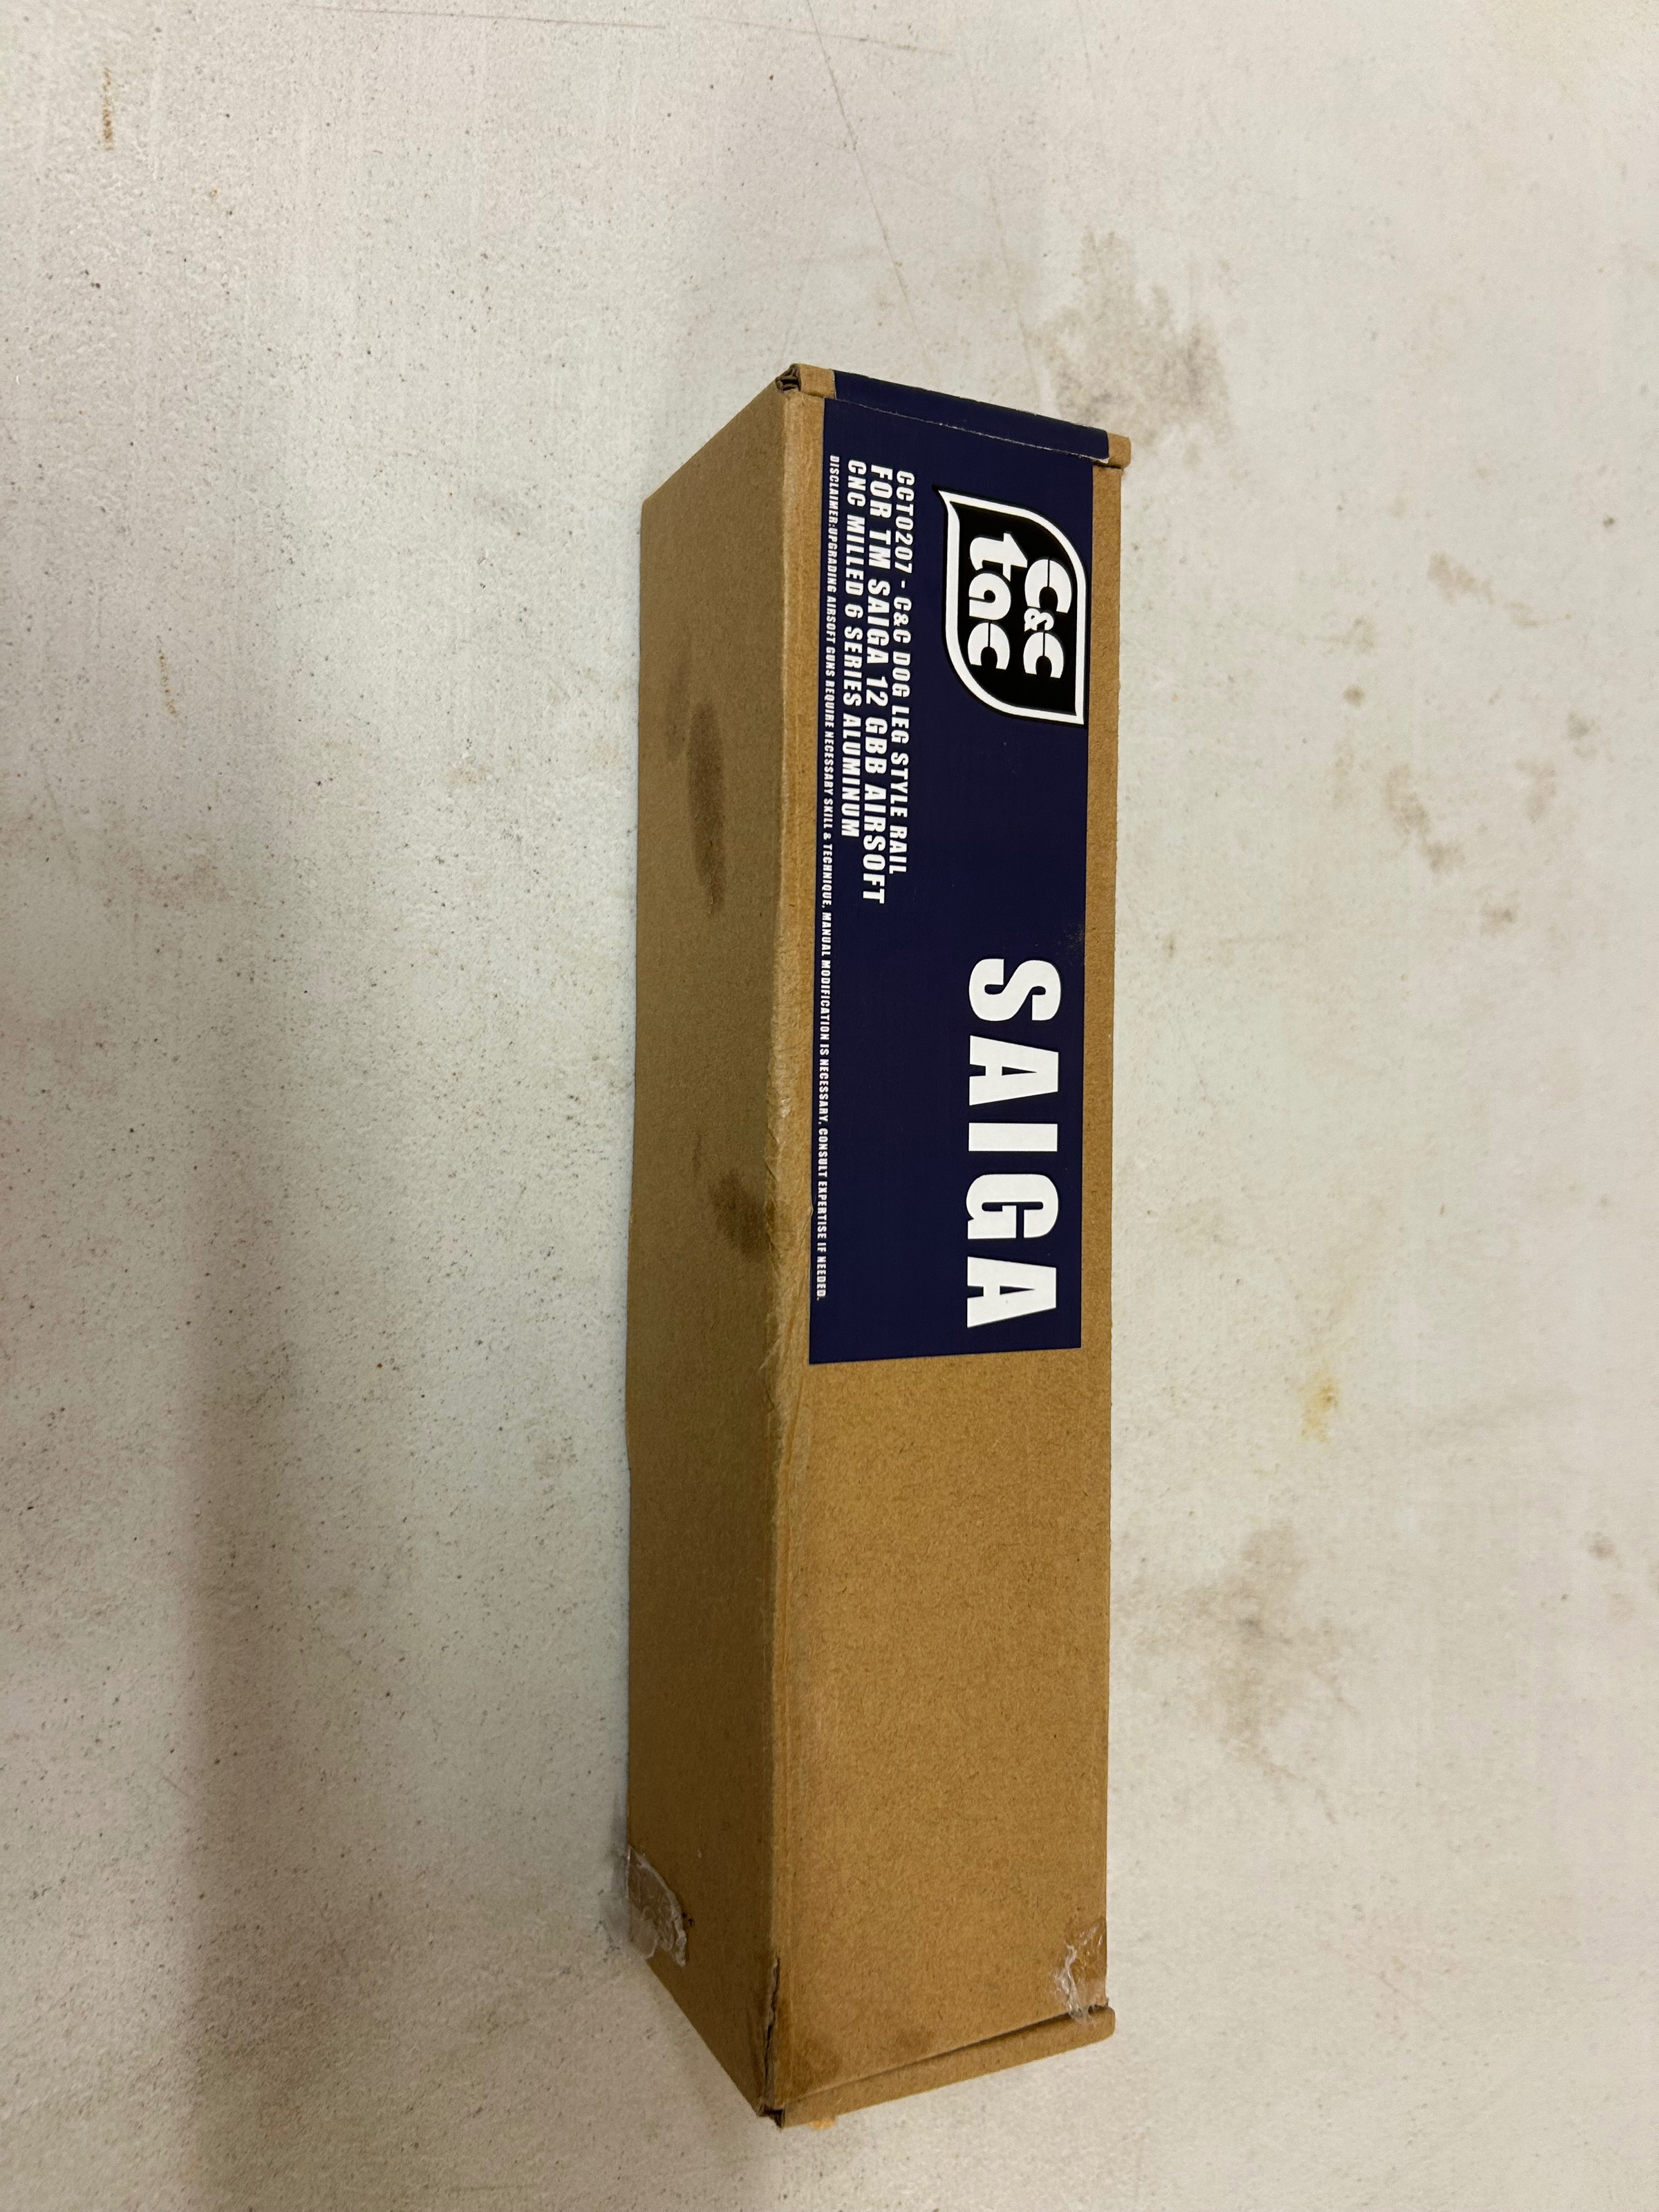 C&C
tac
SAIGA
CCT0207 - C&C DOG LEG STYLE RAIL
FOR TM SAIGA 12 GBB AIRSOFT
CNC MILLED 6 SERIES ALUMINUM
DISCLAIMER:UPGRADING AIRSOFT GUNS REQUIRE NECESSARY SKILL & TECHNIQUE, MANUAL MODIFICATION IS NECESSARY. CONSULT EXPERTISE IF NEEDED.